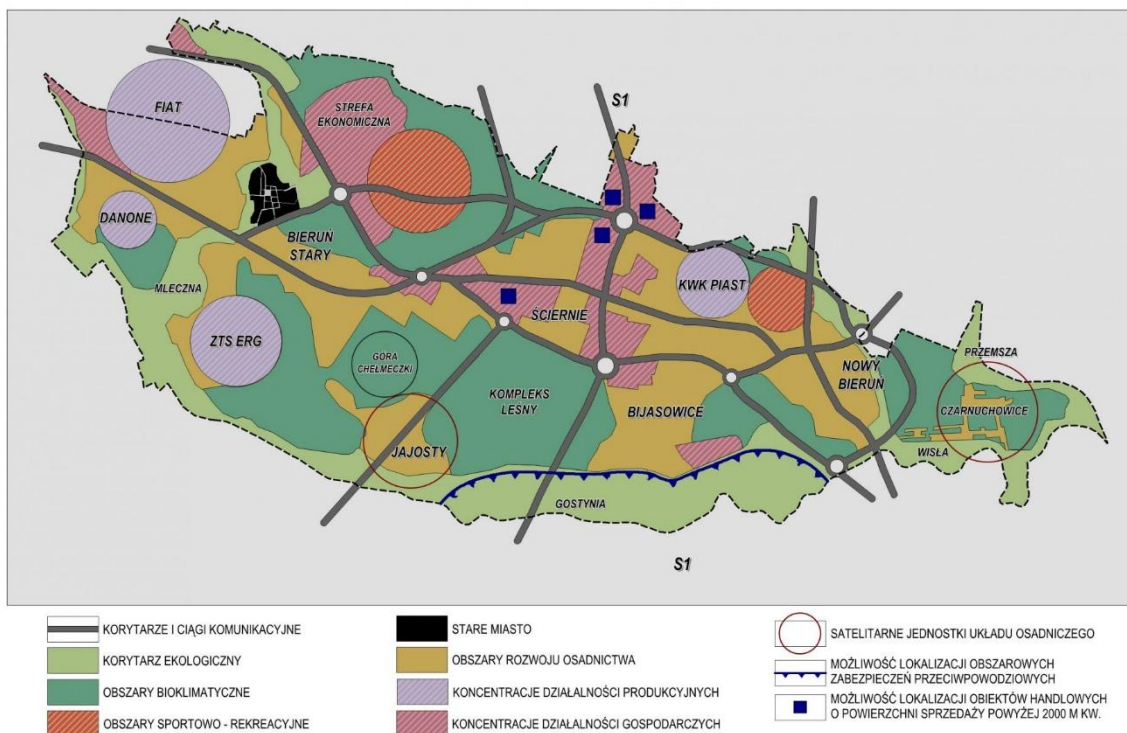 S1
FIAT
STREFA
EKONOMICZNA
DANONE
BIERUŃ
STARY
MLECZNA
KWK PIAST
ŚCIERNIE
ZTS ERG
GÓRA
CHEŁMECZKI
NOWY
BIERUŃ
PRZEMSZA
KOMPLEKS
LEŚNY
BIJASOWICE
CZARNUCHOWICE
JAJOSTY
WISŁA
GOSTYNIA
S1
KORYTARZE I CIĄGI KOMUNIKACYJNE
KORYTARZ EKOLOGICZNY
OBSZARY BIOKLIMATYCZNE
OBSZARY SPORTOWO - REKREACYJNE
STARE MIASTO
OBSZARY ROZWOJU OSADNICTWA
KONCENTRACJE DZIAŁALNOŚCI PRODUKCYJNYCH
KONCENTRACJE DZIAŁALNOŚCI GOSPODARCZYCH
SATELITARNE JEDNOSTKI UKŁADU OSADNICZEGO
MOŻLIWOŚĆ LOKALIZACJI OBSZAROWYCH
ZABEZPIECZEŃ PRZECIWPOWODZIOWYCH
MOŻLIWOŚĆ LOKALIZACJI OBIEKTÓW HANDLOWYCH
O POWIERZCHNI SPRZEDAŻY POWYŻEJ 2000 M KW.